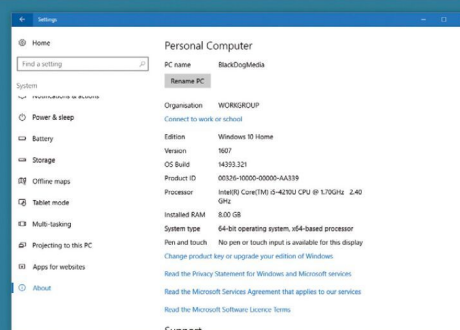 Settings
Home
Find a setting
System
Notifications & actions
Power & sleep
Battery
Storage
Offline maps
Tablet mode
Multi-tasking
Projecting to this PC
Apps for websites
About
Personal Computer
PC name BlackDogMedia
Rename PC
Organisation WORKGROUP
Connect to work or school
Edition Windows 10 Home
Version 1607
OS Build 14393.321
Product ID 00326-10000-00000-AA339
Processor Intel(R) Core(TM) i5-4210U CPU @ 1.70GHz 2.40
GHz
Installed RAM 8.00 GB
System type 64-bit operating system, x64-based processor
Pen and touch No pen or touch input is available for this display
Change product key or upgrade your edition of Windows
Read the Privacy Statement for Windows and Microsoft services
Read the Microsoft Services Agreement that applies to our services
Read the Microsoft Software Licence Terms
Support